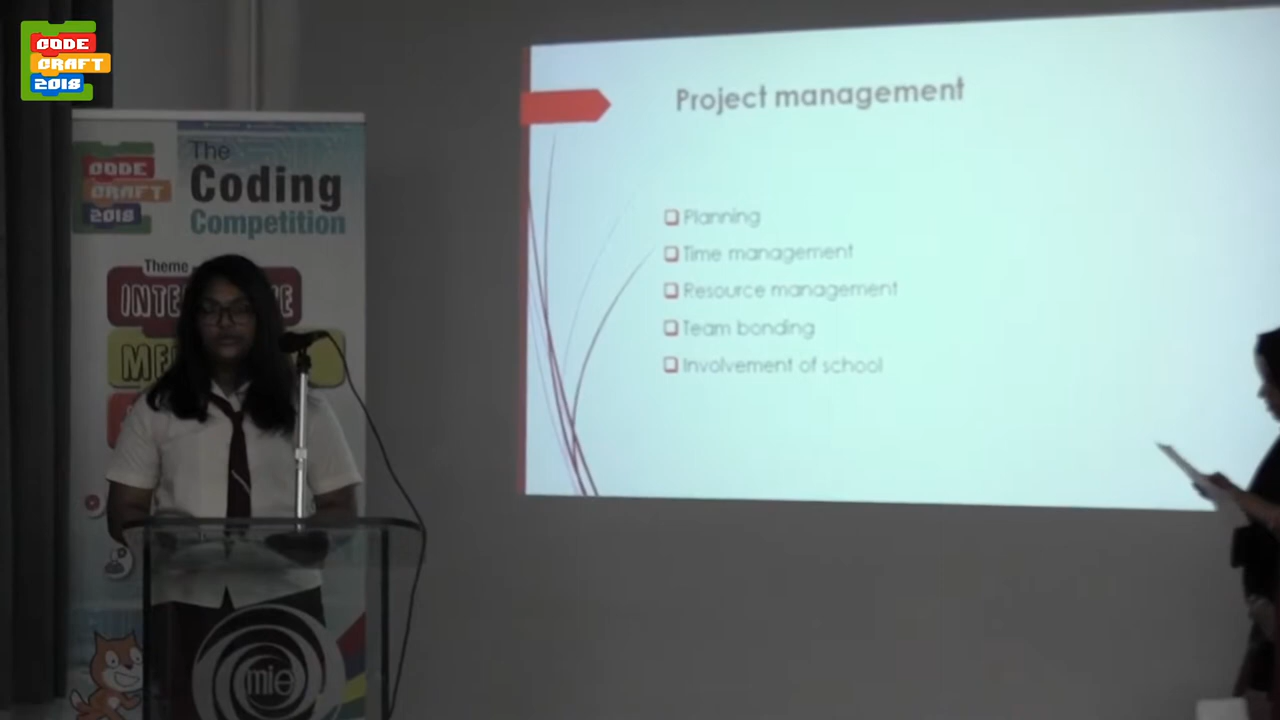 CODE
CRAFT
2018
CODE
CRAFT
2018
The
Coding
Competition
Theme
mie
Project management
Planning
Time management
Resource management
Team bonding
Involvement of school